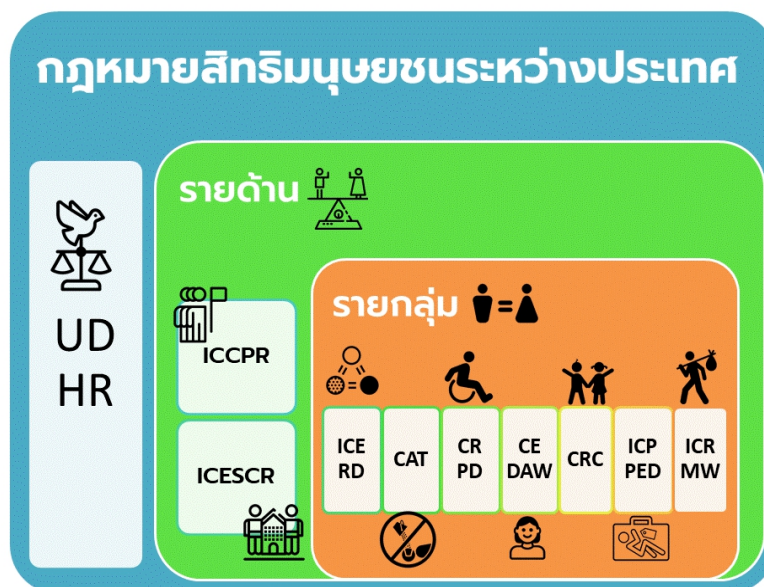 กฎหมายสิทธิมนุษยชนระหว่างประเทศ
รายด้าน
รายกลุ่ม
UD
HR
ICCPR
ICESCR
ICE
RD
CAT
CR
PD
CE
DAW
CRC
ICP
PED
ICR
MW